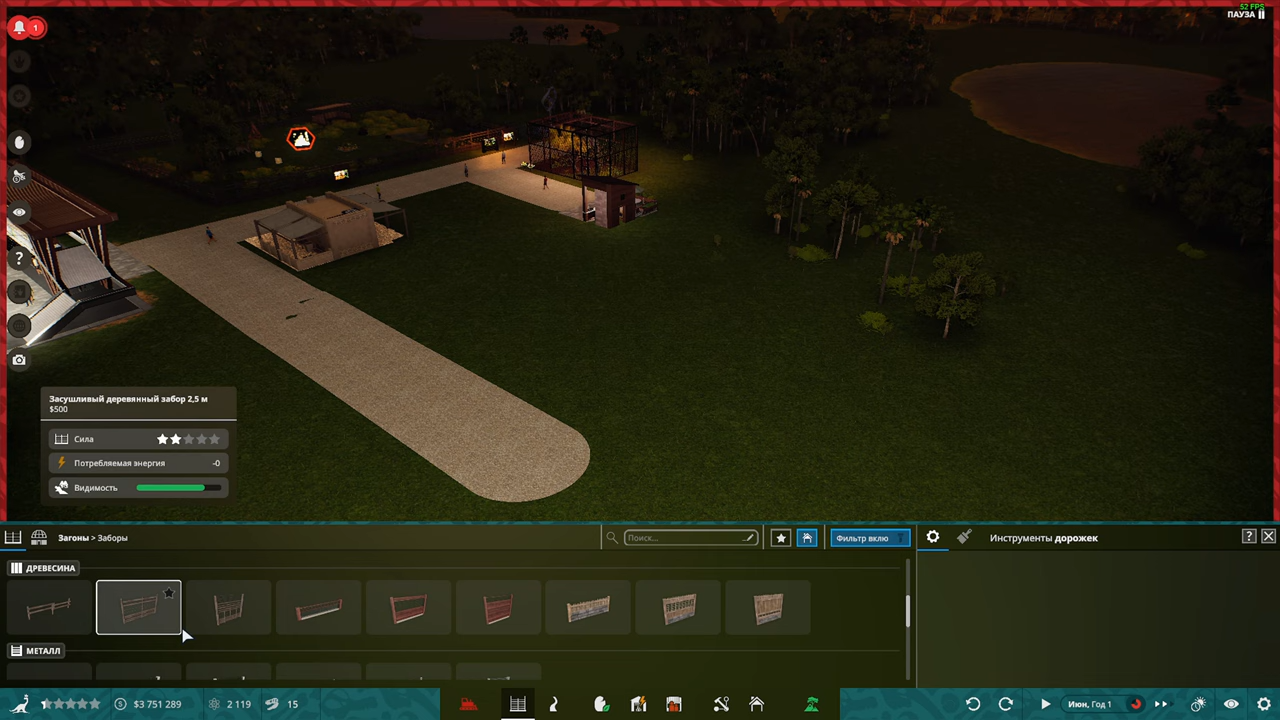 1
52 FPS
ПАУЗА
?
Засушливый деревянный забор 2,5 м
$500
Сила
Потребляемая энергия
-0
Видимость
Загоны > Заборы
Поиск...
Фильтр вклю
Инструменты дорожек
?
ДРЕВЕСИНА
МЕТАЛЛ
$3 751 289
2 119
15
Июн, Год 1